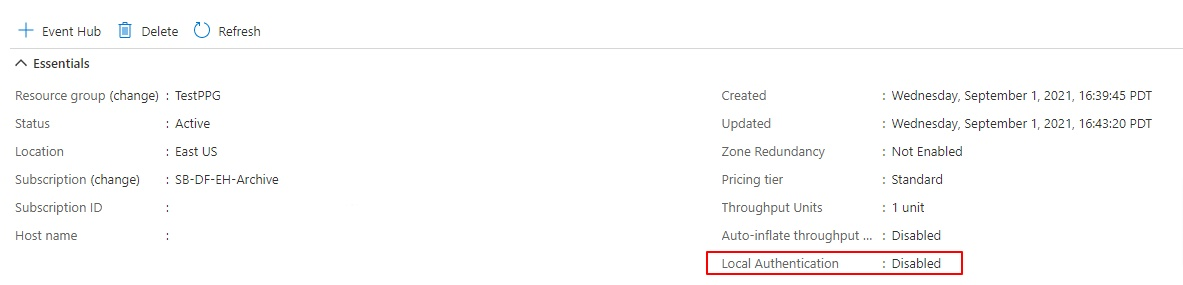 Event Hub Delete Refresh
Essentials
Resource group (change) : TestPPG
Status : Active
Location : East US
Subscription (change) : SB-DF-EH-Archive
Subscription ID :
Host name :
Created : Wednesday, September 1, 2021, 16:39:45 PDT
Updated : Wednesday, September 1, 2021, 16:43:20 PDT
Zone Redundancy : Not Enabled
Pricing tier : Standard
Throughput Units : 1 unit
Auto-inflate throughput ... : Disabled
Local Authentication : Disabled